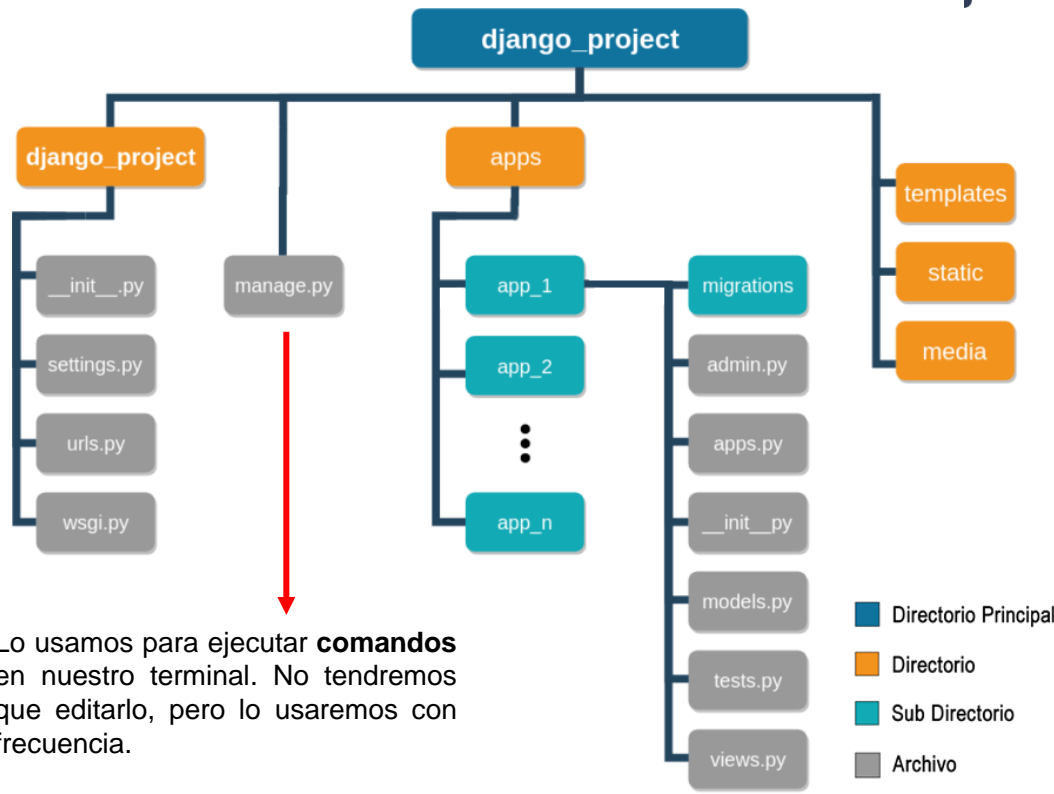 django_project
django_project
apps
templates
static
media
__init__.py
settings.py
urls.py
wsgi.py
manage.py
app_1
app_2
app_n
migrations
admin.py
apps.py
__init__py
models.py
tests.py
views.py
Lo usamos para ejecutar comandos
en nuestro terminal. No tendremos
que editarlo, pero lo usaremos con
frecuencia.
Directorio Principal
Directorio
Sub Directorio
Archivo